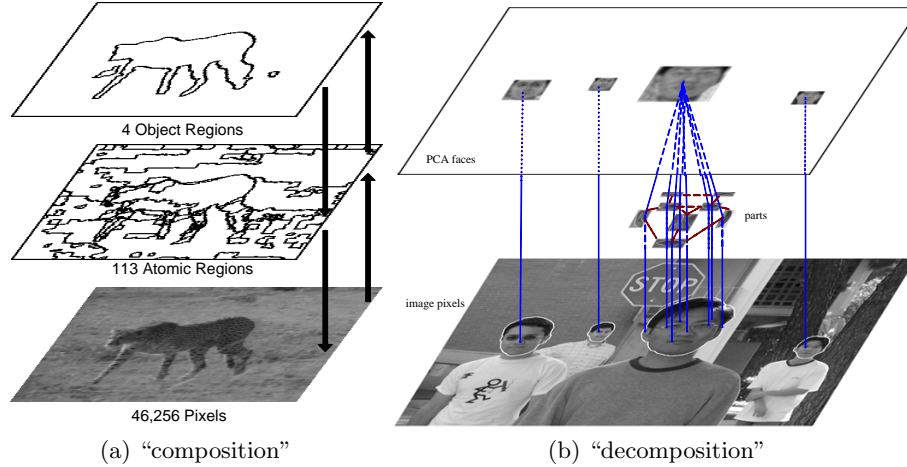 4 Object Regions
113 Atomic Regions
46,256 Pixels
(a) “composition”
PCA faces
parts
image pixels
STOP
(b) “decomposition”